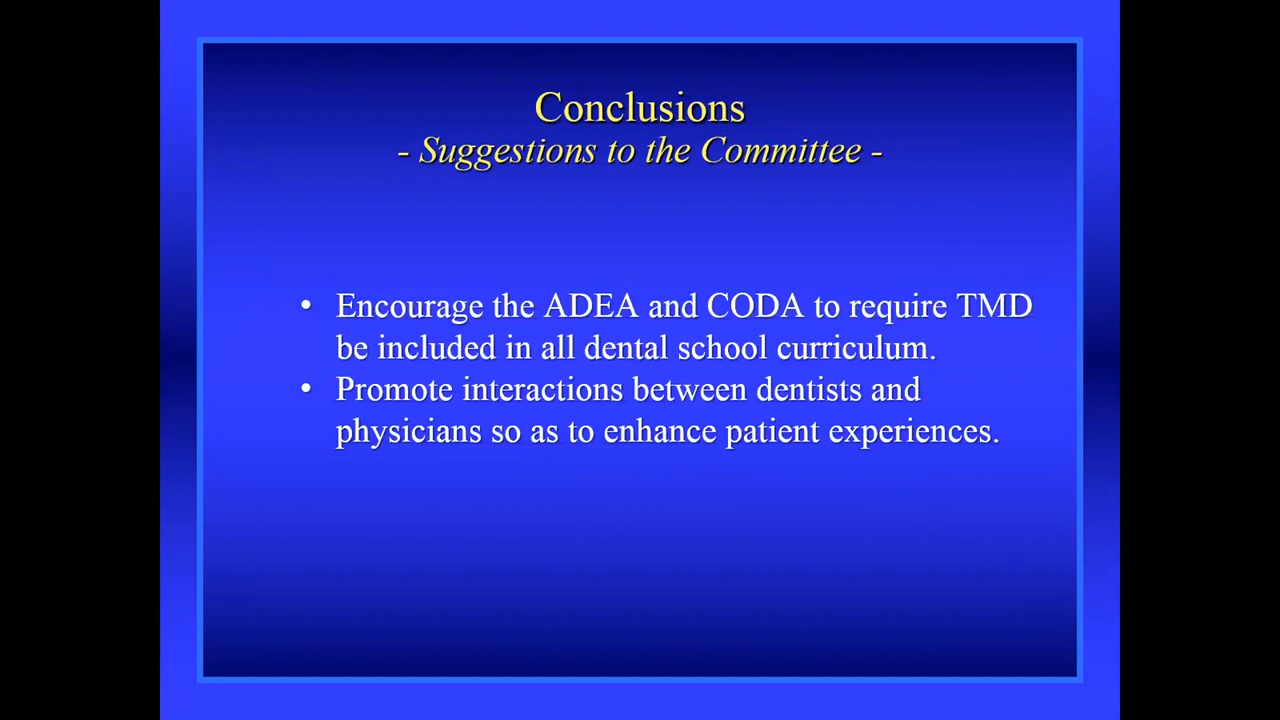 Conclusions
- Suggestions to the Committee -
• Encourage the ADEA and CODA to require TMD
be included in all dental school curriculum.
• Promote interactions between dentists and
physicians so as to enhance patient experiences.